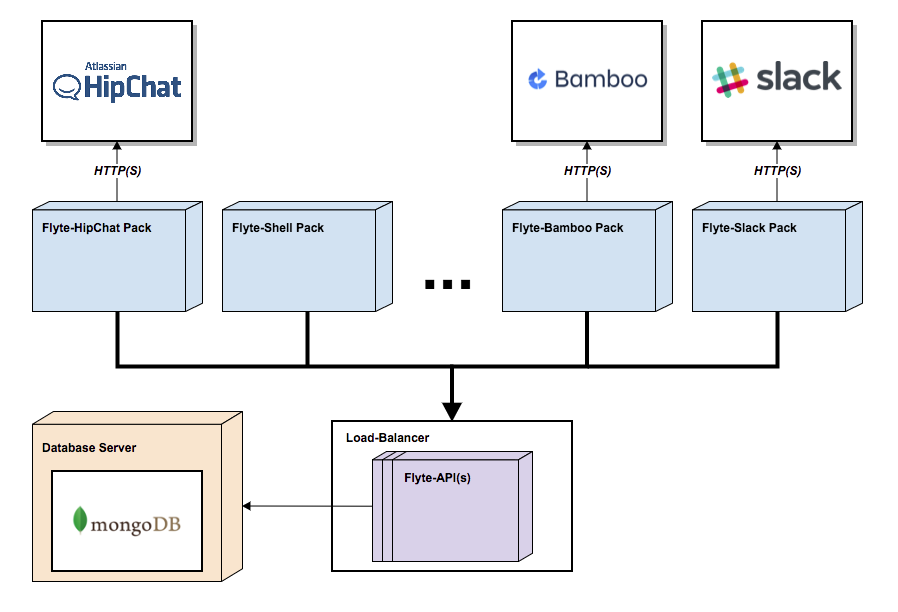 Atlassian
HipChat
Bamboo
slack
HTTP(S)
HTTP(S)
HTTP(S)
Flyte-HipChat Pack
Flyte-Shell Pack
Flyte-Bamboo Pack
Flyte-Slack Pack
...
Load-Balancer
Database Server
Flyte-API(s)
mongoDB